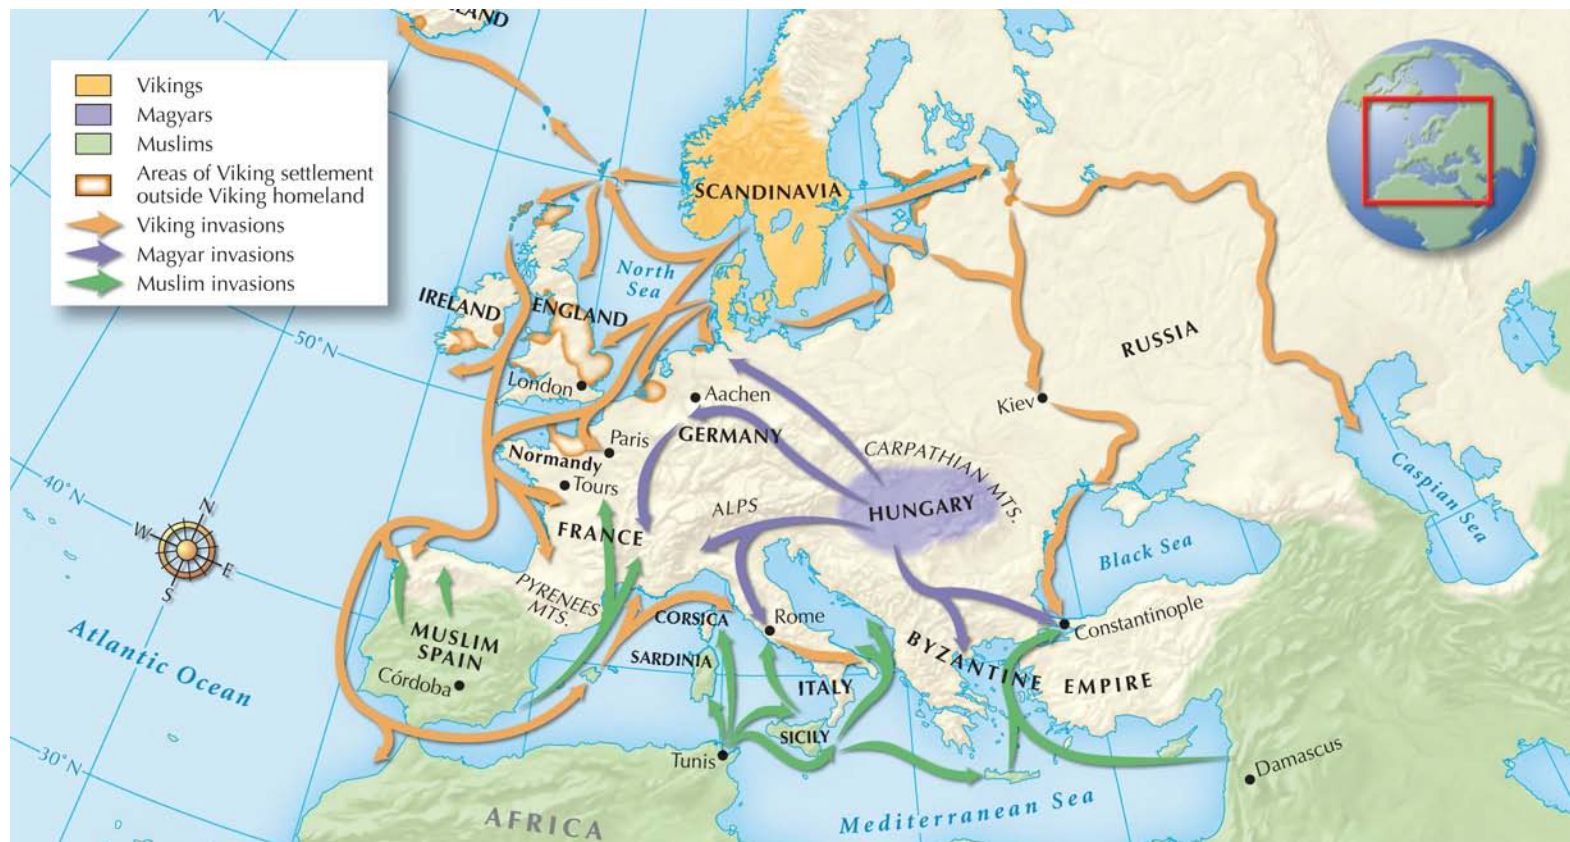 LAND
N
Vikings
Magyars
Muslims
Areas of Viking settlement
outside Viking homeland
Viking invasions
Magyar invasions
Muslim invasions
SCANDINAVIA
North
Sea
IRELAND
ENGLAND
RUSSIA
50°N
London
Aachen
Kiev
GERMANY
Paris
Normandy
CARPATHIAN MTS.
Tours
40°N
N
W
E
S
ALPS
HUNGARY
FRANCE
Caspian Sea
Black Sea
PYRENEES
MTS.
CORSICA
Rome
Constantinople
Atlantic Ocean
MUSLIM
SPAIN
SARDINIA
BYZANTINE EMPIRE
Córdoba
ITALY
SICILY
Tunis
Damascus
30°N
AFRICA
Mediterranean Sea